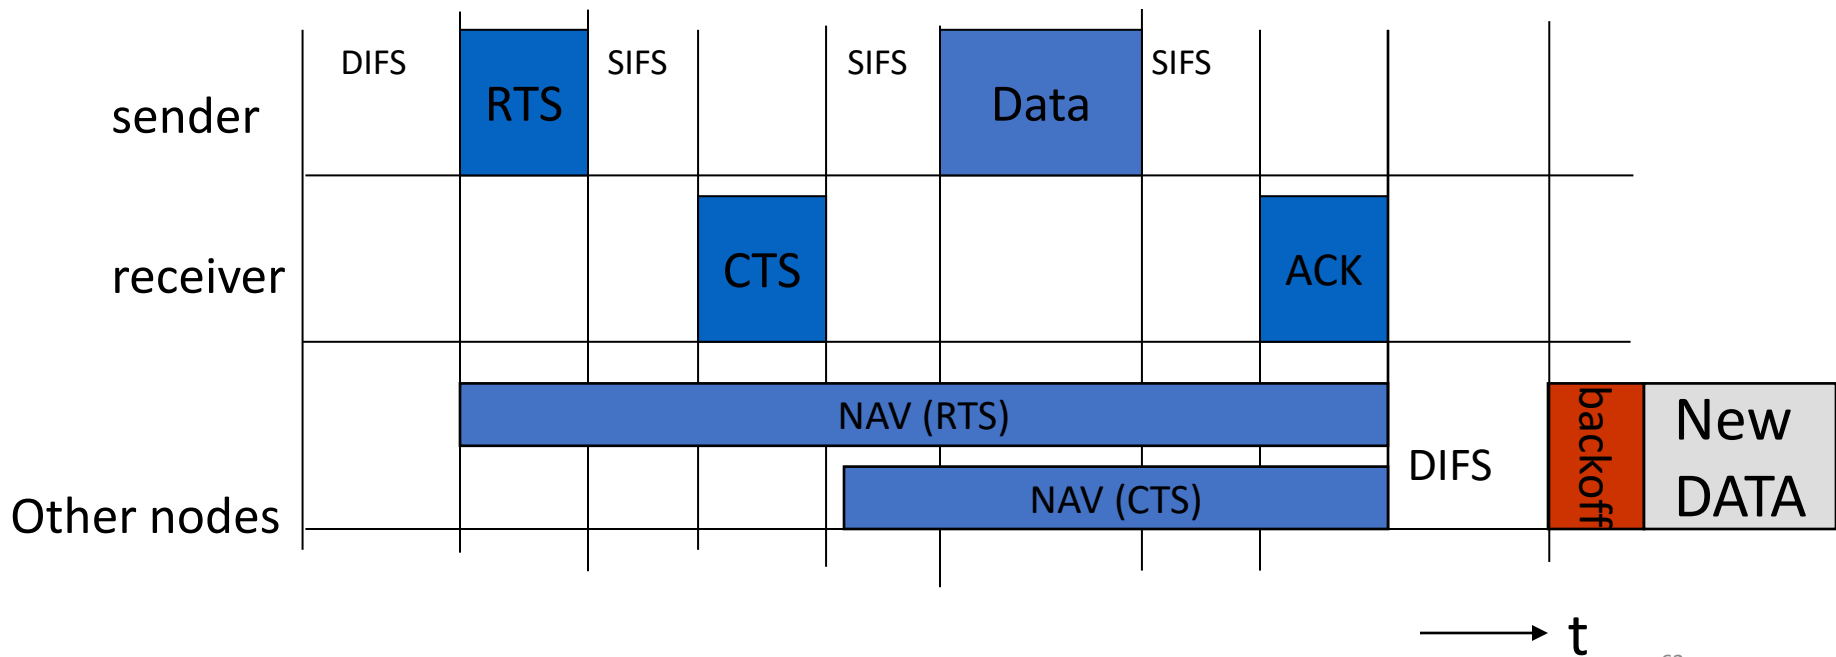 DIFS
RTS
SIFS
SIFS
Data
SIFS
sender
receiver
CTS
ACK
NAV (RTS)
NAV (CTS)
DIFS
backoff
New
DATA
Other nodes
t